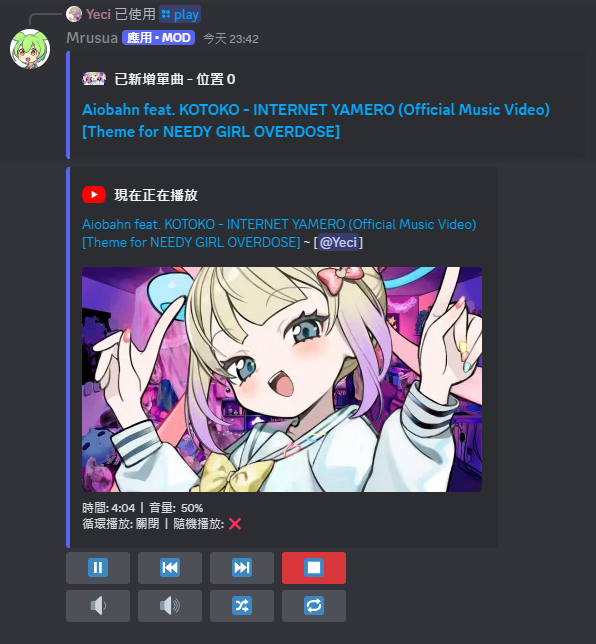 Yeci 已使用 play
Mrusua 應用・MOD 今天 23:42
已新增單曲 - 位置 0
Aiobahn feat. KOTOKO - INTERNET YAMERO (Official Music Video)
[Theme for NEEDY GIRL OVERDOSE]
現在正在播放
Aiobahn feat. KOTOKO - INTERNET YAMERO (Official Music Video)
[Theme for NEEDY GIRL OVERDOSE] ~ [@Yeci]
時間: 4:04 | 音量: 50%
循環播放: 關閉 | 隨機播放: ❌